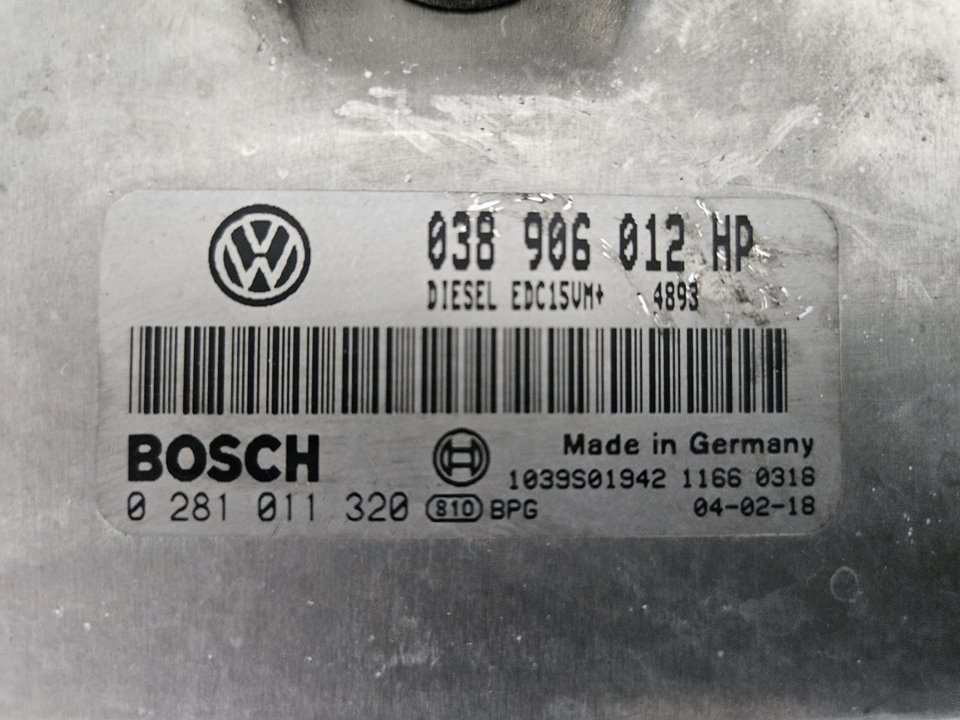 038 906 012 HP
DIESEL EDC15VM+ - 4893
BOSCH
Made in Germany
1039S01942 1166 0318
0 281 011 320 810 BPG 04-02-18